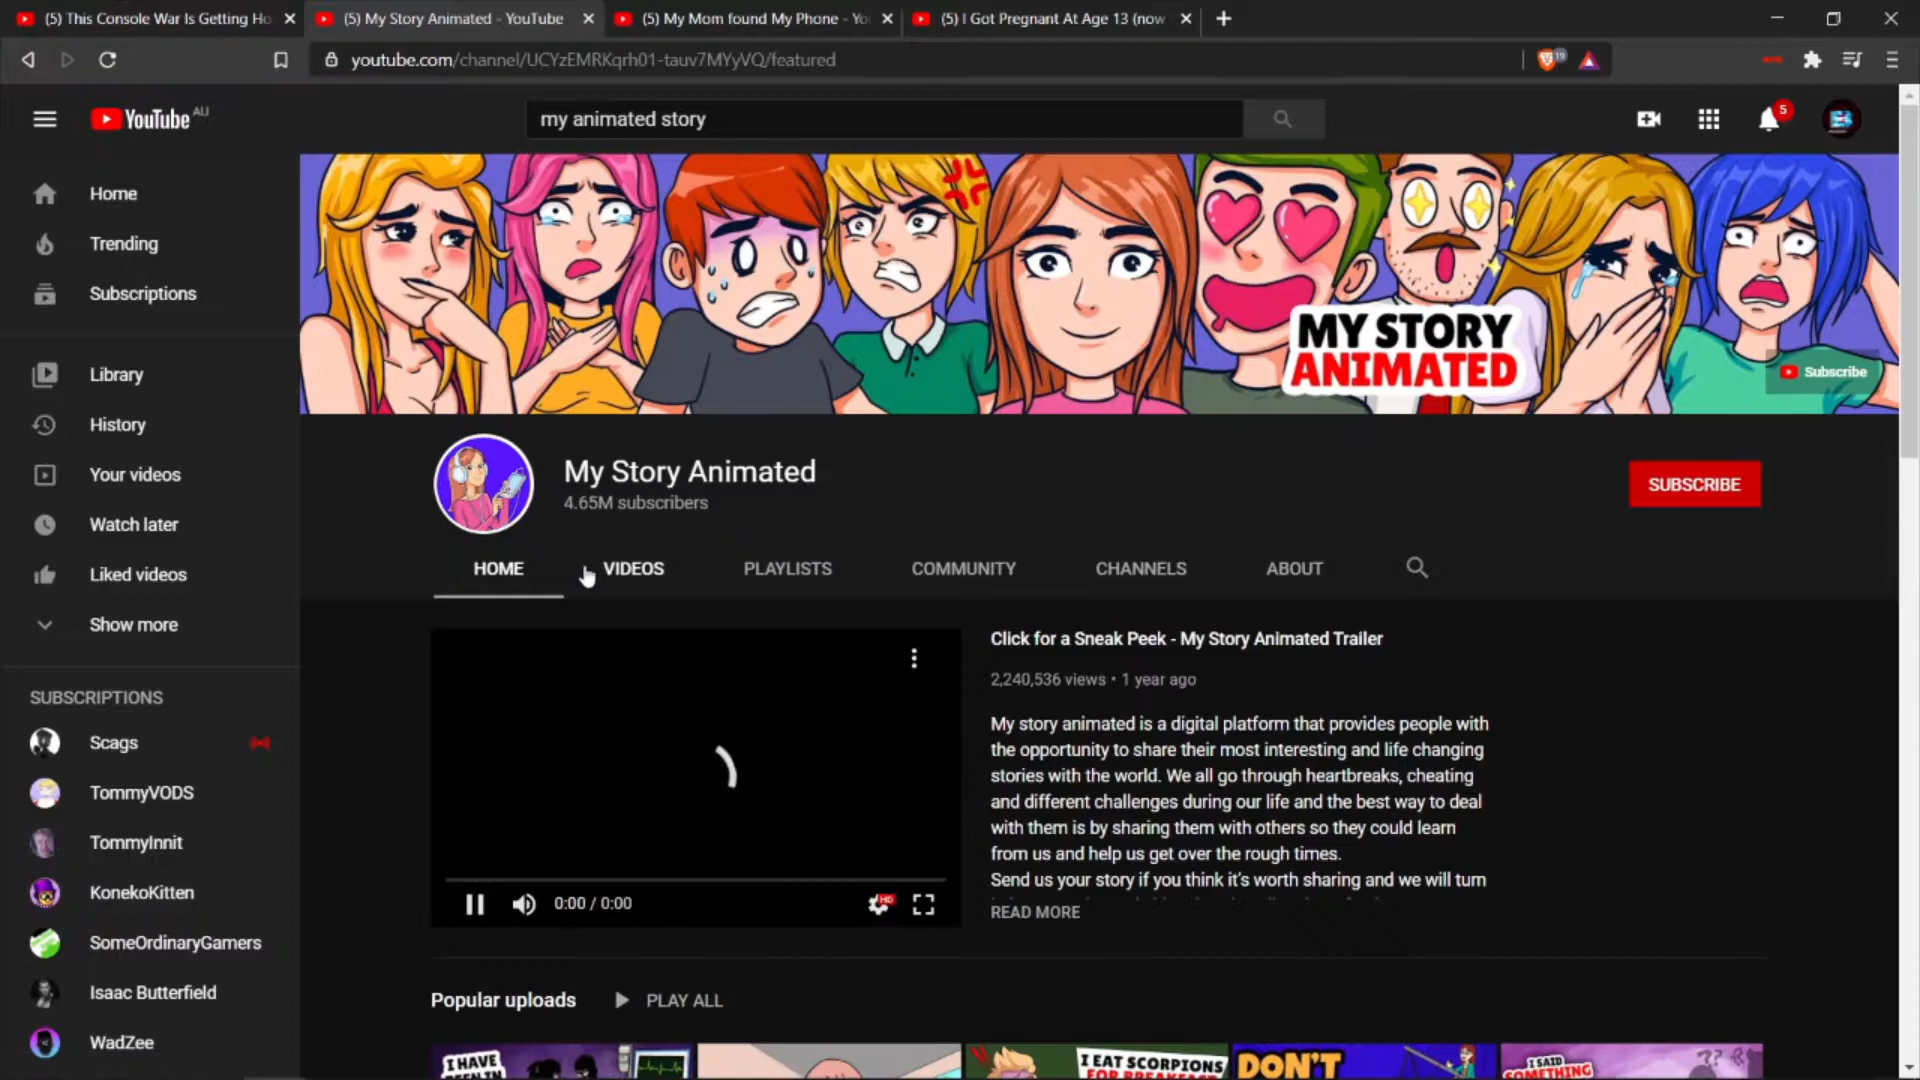 (5) This Console War Is Getting Ho
(5) My Story Animated - YouTube
(5) My Mom found My Phone - Yo
(5) I Got Pregnant At Age 13 (now
youtube.com/channel/UCYzEMRKqrh01-tauv7MYyVQ/featured
19
YouTube AU
my animated story
5
Home
Trending
Subscriptions
Library
History
Your videos
Watch later
Liked videos
Show more
SUBSCRIPTIONS
Scags
TommyVODS
TommyInnit
KonekoKitten
SomeOrdinaryGamers
Isaac Butterfield
WadZee
MY STORY
ANIMATED
Subscribe
My Story Animated
4.65M subscribers
SUBSCRIBE
HOME
VIDEOS
PLAYLISTS
COMMUNITY
CHANNELS
ABOUT
0:00 / 0:00
HD
Click for a Sneak Peek - My Story Animated Trailer
2,240,536 views • 1 year ago
My story animated is a digital platform that provides people with
the opportunity to share their most interesting and life changing
stories with the world. We all go through heartbreaks, cheating
and different challenges during our life and the best way to deal
with them is by sharing them with others so they could learn
from us and help us get over the rough times.
Send us your story if you think it's worth sharing and we will turn
READ MORE
Popular uploads
PLAY ALL
I HAVE
BEEN IN
I EAT SCORPIONS
FOR BREAKFAST
DON'T
I SAID
SOMETHING